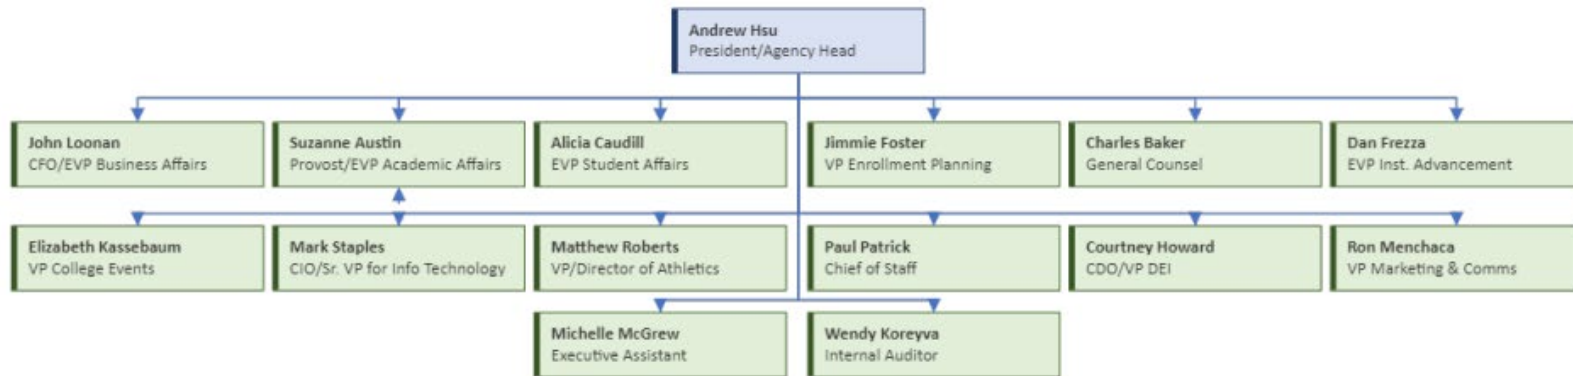 Andrew Hsu
President/Agency Head
John Loonan
CFO/EVP Business Affairs
Suzanne Austin
Provost/EVP Academic Affairs
Alicia Caudill
EVP Student Affairs
Jimmie Foster
VP Enrollment Planning
Charles Baker
General Counsel
Dan Frezza
EVP Inst. Advancement
Elizabeth Kassebaum
VP College Events
Mark Staples
CIO/Sr. VP for Info Technology
Matthew Roberts
VP/Director of Athletics
Paul Patrick
Chief of Staff
Courtney Howard
CDO/VP DEI
Ron Menchaca
VP Marketing & Comms
Michelle McGrew
Executive Assistant
Wendy Koreyva
Internal Auditor